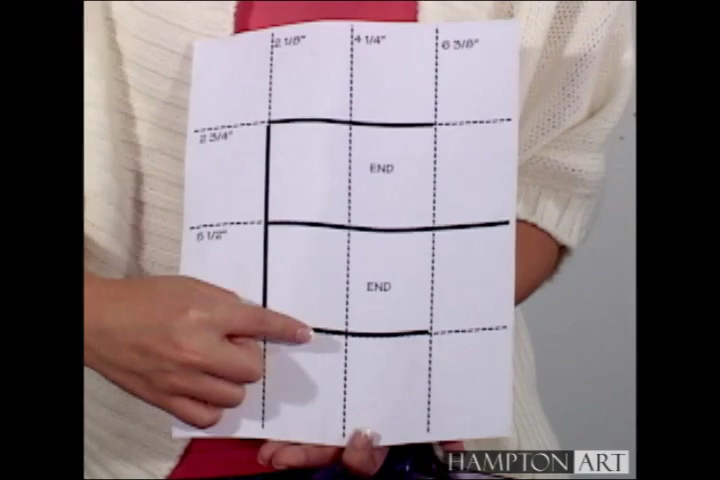 2 1/8" 4 1/4" 6 3/8"
2 3/4"
END
5 1/2"
END
HAMPTON ART